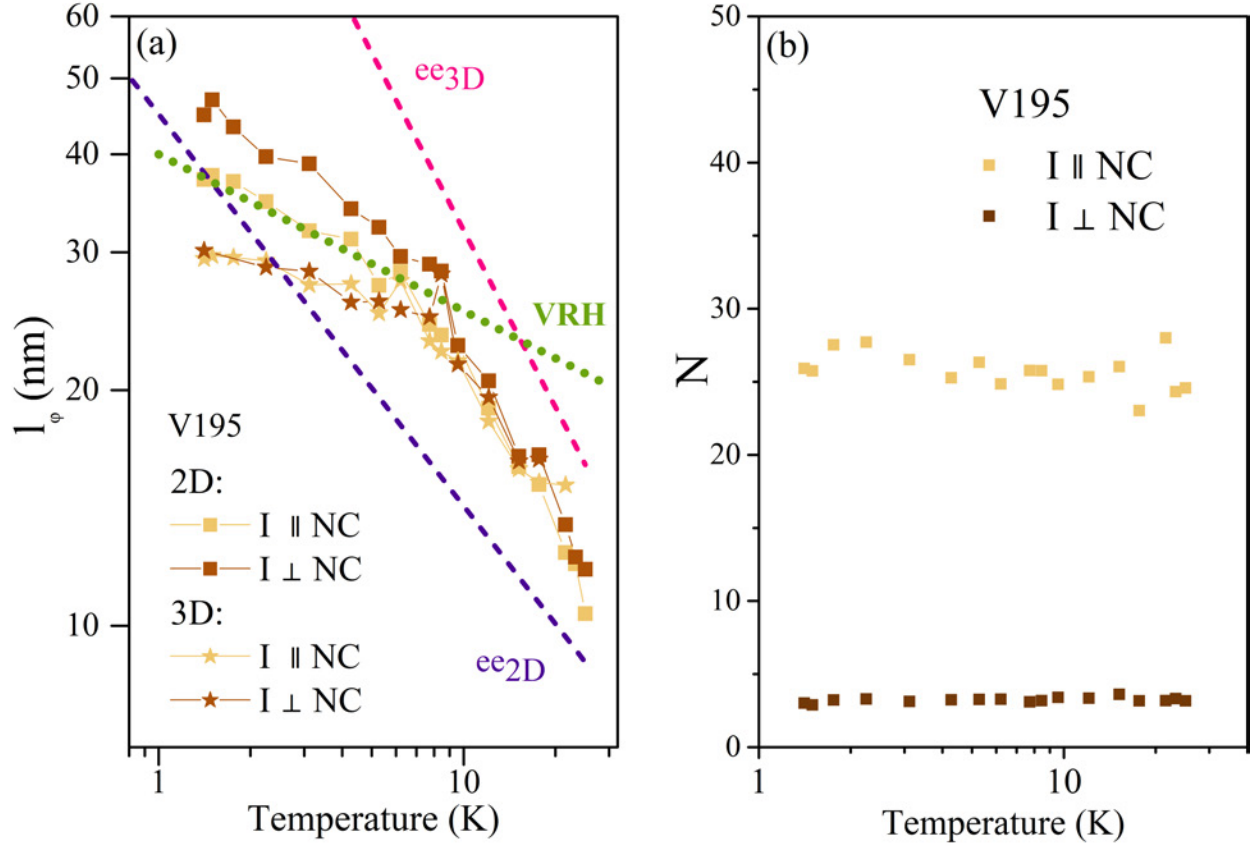 (a)
60
50
40
30
20
10
l_φ (nm)
ee3D
VRH
ee2D
V195
2D:
I ∥ NC
I ⊥ NC
3D:
I ∥ NC
I ⊥ NC
1
10
Temperature (K)
(b)
50
40
30
20
10
0
N
V195
I ∥ NC
I ⊥ NC
1
10
Temperature (K)